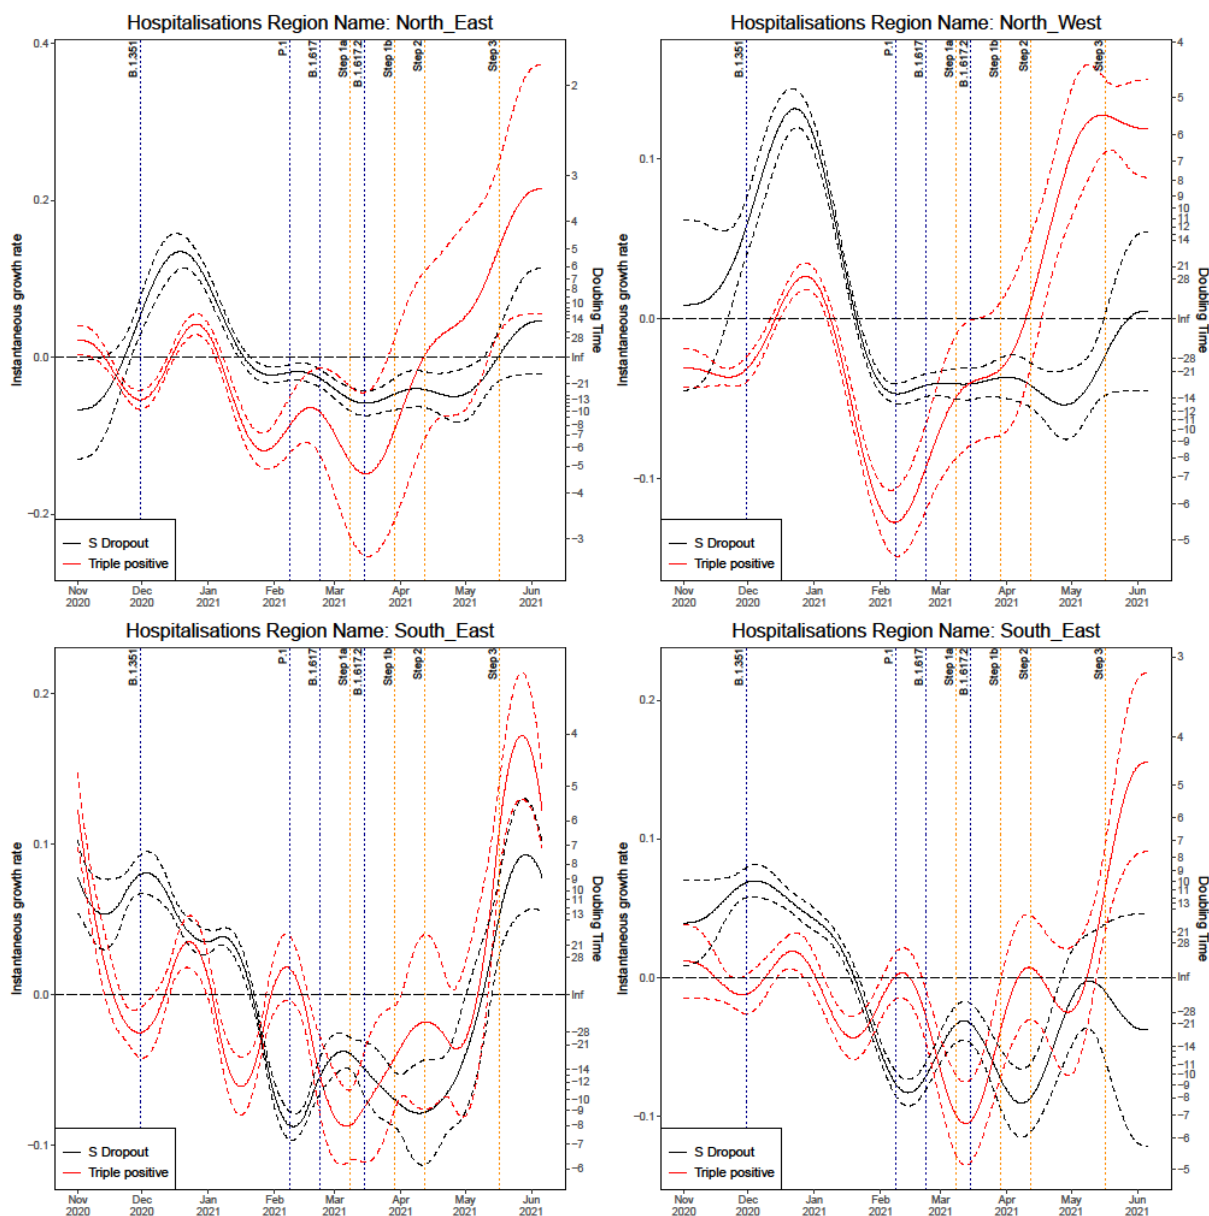 Hospitalisations Region Name: North_East
0.4
0.2
0.0
−0.2
Instantaneous growth rate
B.1.351
P.1
B.1.617
Step 1a
B.1.617.2
Step 1b
Step 2
Step 3
2
3
4
5
6
7
8
10
14
28
Inf
−21
−13
−10
−8
−7
−6
−5
−4
−3
Doubling Time
S Dropout
Triple positive
Nov 2020
Dec 2020
Jan 2021
Feb 2021
Mar 2021
Apr 2021
May 2021
Jun 2021
Hospitalisations Region Name: North_West
0.1
0.0
−0.1
Instantaneous growth rate
B.1.351
P.1
B.1.617
Step 1a
B.1.617.2
Step 1b
Step 2
Step 3
4
5
6
7
8
9
10
11
12
14
21
28
Inf
−28
−21
−14
−12
−11
−10
−9
−8
−7
−6
−5
Doubling Time
S Dropout
Triple positive
Nov 2020
Dec 2020
Jan 2021
Feb 2021
Mar 2021
Apr 2021
May 2021
Jun 2021
Hospitalisations Region Name: South_East
0.2
0.1
0.0
−0.1
Instantaneous growth rate
B.1.351
P.1
B.1.617
Step 1a
B.1.617.2
Step 1b
Step 2
Step 3
4
5
6
7
8
9
10
11
13
21
28
Inf
−28
−21
−14
−12
−10
−9
−8
−7
−6
Doubling Time
S Dropout
Triple positive
Nov 2020
Dec 2020
Jan 2021
Feb 2021
Mar 2021
Apr 2021
May 2021
Jun 2021
Hospitalisations Region Name: South_East
0.2
0.1
0.0
−0.1
Instantaneous growth rate
B.1.351
P.1
B.1.617
Step 1a
B.1.617.2
Step 1b
Step 2
Step 3
3
4
5
6
7
8
9
10
11
13
21
28
Inf
−28
−21
−14
−11
−10
−9
−8
−7
−6
−5
Doubling Time
S Dropout
Triple positive
Nov 2020
Dec 2020
Jan 2021
Feb 2021
Mar 2021
Apr 2021
May 2021
Jun 2021